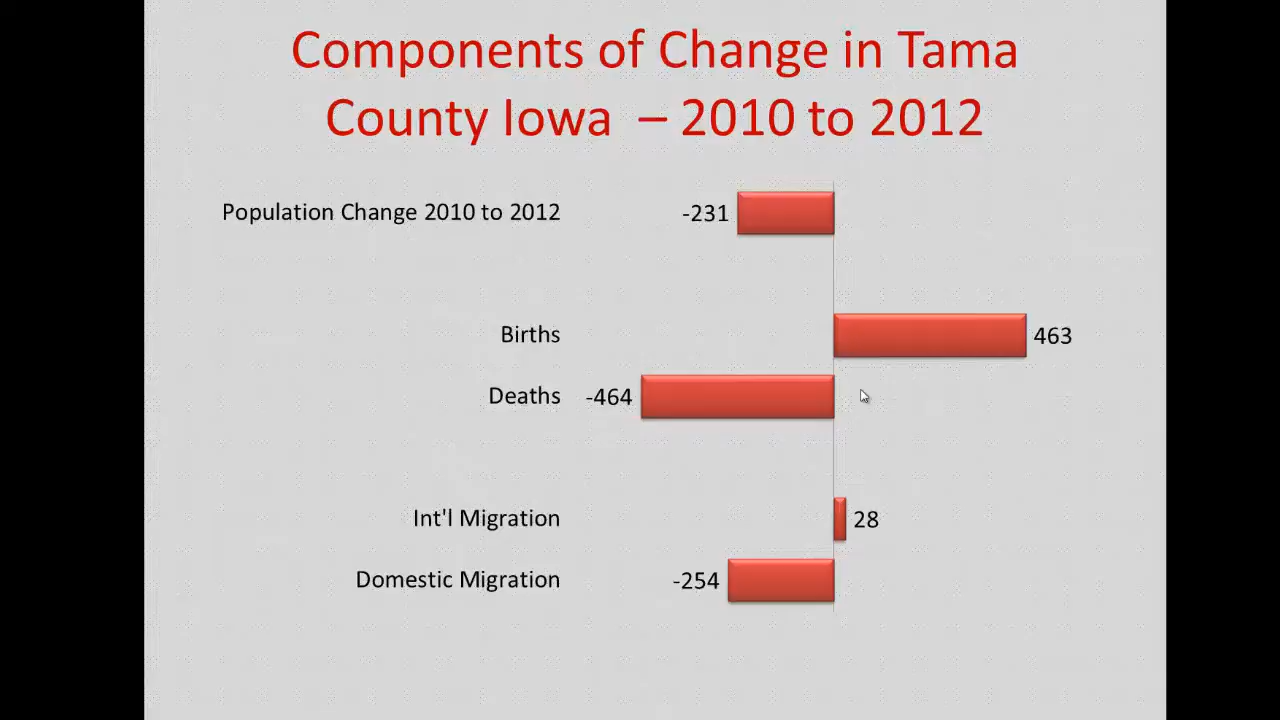 Components of Change in Tama
County Iowa – 2010 to 2012
Population Change 2010 to 2012 -231
Births 463
Deaths -464
Int'l Migration 28
Domestic Migration -254